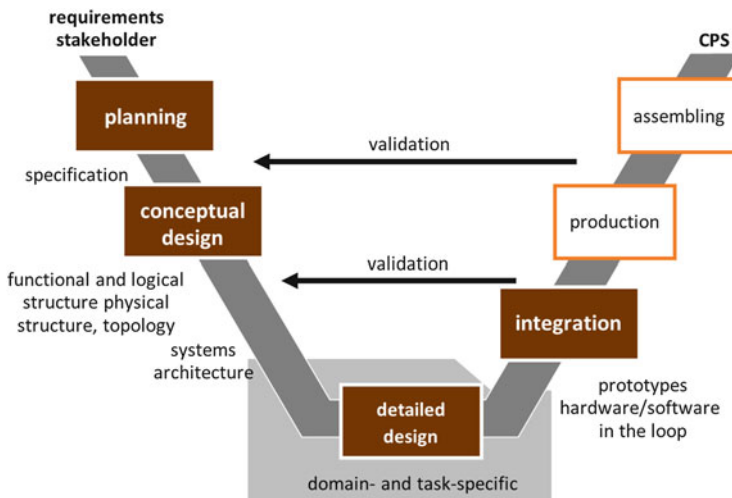 requirements
stakeholder
CPS
planning
assembling
validation
specification
conceptual
design
production
functional and logical
structure physical
structure, topology
validation
integration
systems
architecture
prototypes
hardware/software
in the loop
detailed
design
domain- and task-specific